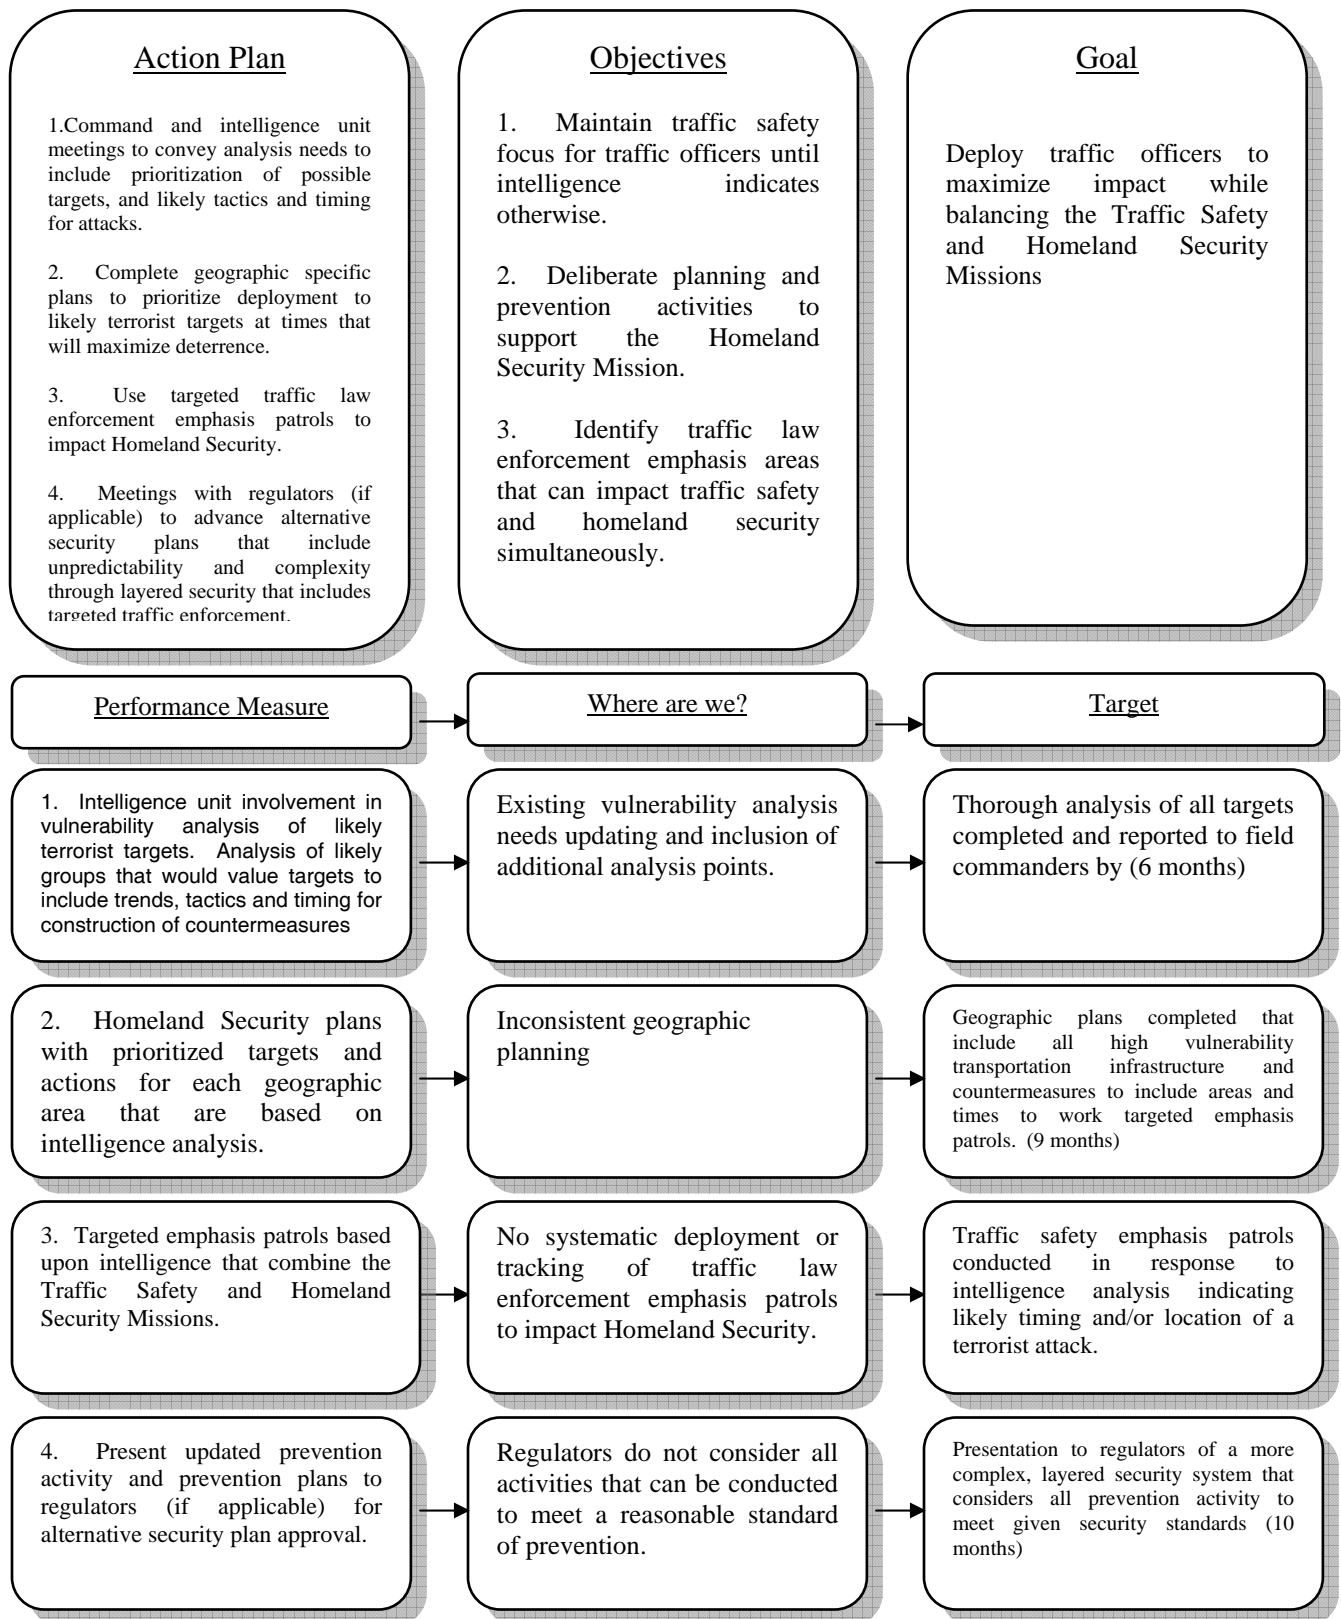 Action Plan
1.Command and intelligence unit
meetings to convey analysis needs to
include prioritization of possible
targets, and likely tactics and timing
for attacks.
2. Complete geographic specific
plans to prioritize deployment to
likely terrorist targets at times that
will maximize deterrence.
3. Use targeted traffic law
enforcement emphasis patrols to
impact Homeland Security.
4. Meetings with regulators (if
applicable) to advance alternative
security plans that include
unpredictability and complexity
through layered security that includes
targeted traffic enforcement.
Objectives
1. Maintain traffic safety
focus for traffic officers until
intelligence indicates
otherwise.
2. Deliberate planning and
prevention activities to
support the Homeland
Security Mission.
3. Identify traffic law
enforcement emphasis areas
that can impact traffic safety
and homeland security
simultaneously.
Goal
Deploy traffic officers to
maximize impact while
balancing the Traffic Safety
and Homeland Security
Missions
Performance Measure
Where are we?
Target
1. Intelligence unit involvement in
vulnerability analysis of likely
terrorist targets. Analysis of likely
groups that would value targets to
include trends, tactics and timing for
construction of countermeasures
Existing vulnerability analysis
needs updating and inclusion of
additional analysis points.
Thorough analysis of all targets
completed and reported to field
commanders by (6 months)
2. Homeland Security plans
with prioritized targets and
actions for each geographic
area that are based on
intelligence analysis.
Inconsistent geographic
planning
Geographic plans completed that
include all high vulnerability
transportation infrastructure and
countermeasures to include areas and
times to work targeted emphasis
patrols. (9 months)
3. Targeted emphasis patrols based
upon intelligence that combine the
Traffic Safety and Homeland
Security Missions.
No systematic deployment or
tracking of traffic law
enforcement emphasis patrols
to impact Homeland Security.
Traffic safety emphasis patrols
conducted in response to
intelligence analysis indicating
likely timing and/or location of a
terrorist attack.
4. Present updated prevention
activity and prevention plans to
regulators (if applicable) for
alternative security plan approval.
Regulators do not consider all
activities that can be conducted
to meet a reasonable standard
of prevention.
Presentation to regulators of a more
complex, layered security system that
considers all prevention activity to
meet given security standards (10
months)